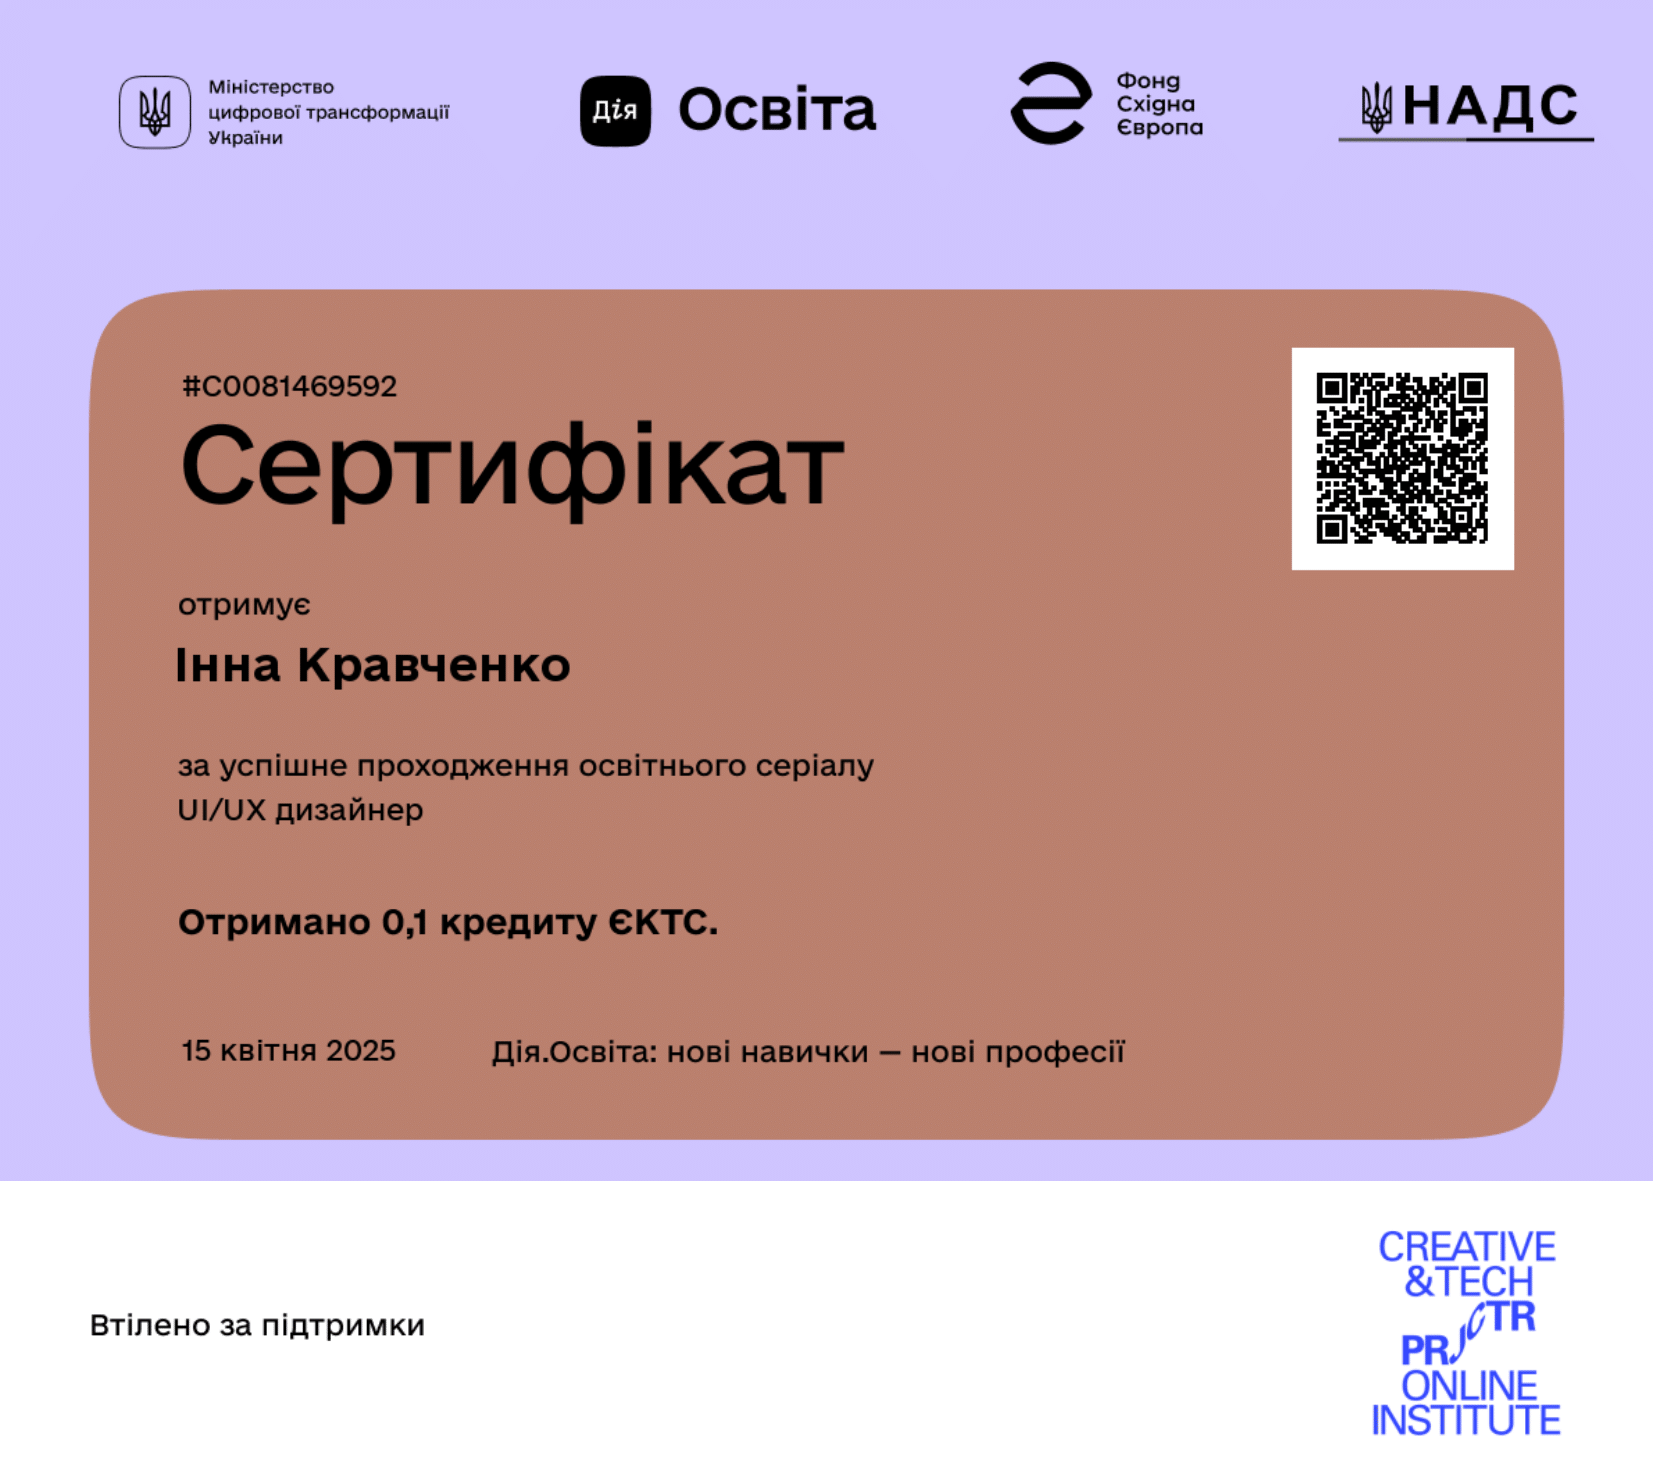 Міністерство
цифрової трансформації
України
Дія
Освіта
Фонд
Східна
Європа
НАДС
#C0081469592
Сертифікат
отримує
Інна Кравченко
за успішне проходження освітнього серіалу
UI/UX дизайнер
Отримано 0,1 кредиту ЄКТС.
15 квітня 2025
Дія.Освіта: нові навички — нові професії
Втілено за підтримки
CREATIVE
&TECH
PRJCTR
ONLINE
INSTITUTE